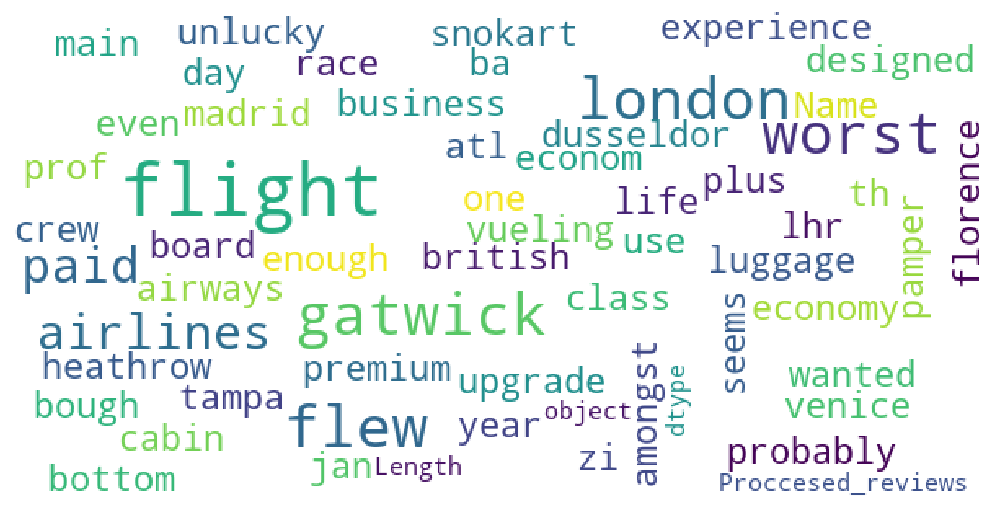 main
unlucky
snokart
experience
day
race
ba
designed
even
madrid
business
london
Name
worst
atl
dusseldor
econom
florence
prof
flight
one
life
plus
th
crew
vueling
use
lhr
pamper
paid
board
enough
british
luggage
airways
airlines
gatwick
class
seems
economy
heathrow
premium
upgrade
amongst
dtype
wanted
bough
tampa
flew
year
object
venice
cabin
jan
Length
zi
probably
bottom
Proccesed_reviews